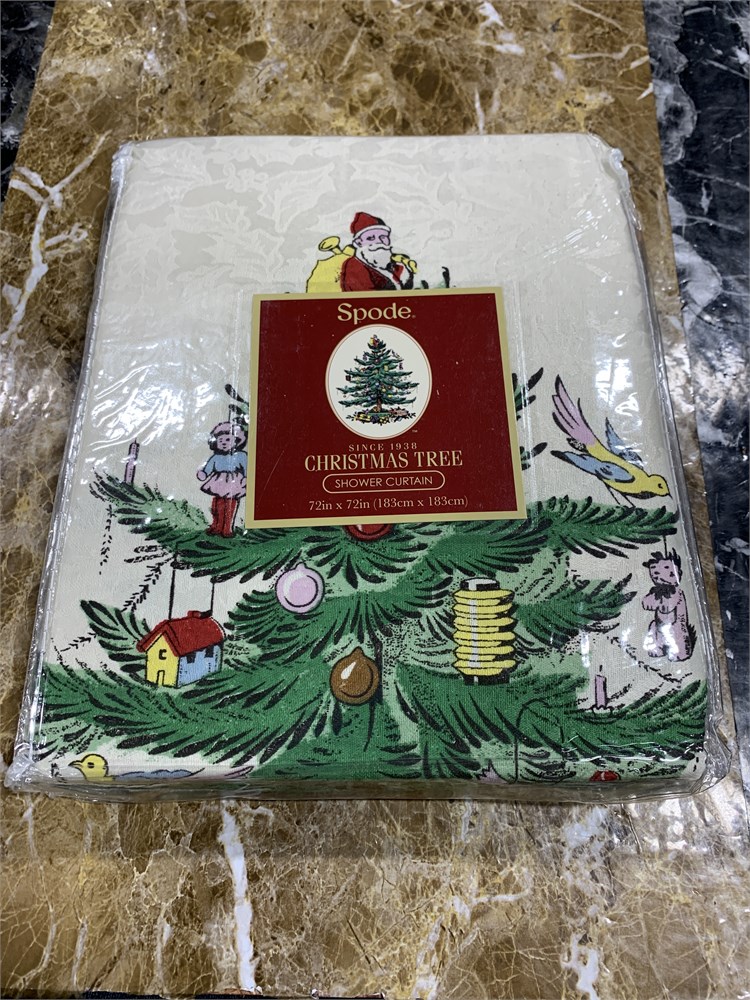 Spode®
SINCE 1938
CHRISTMAS TREE
SHOWER CURTAIN
72in x 72in (183cm x 183cm)